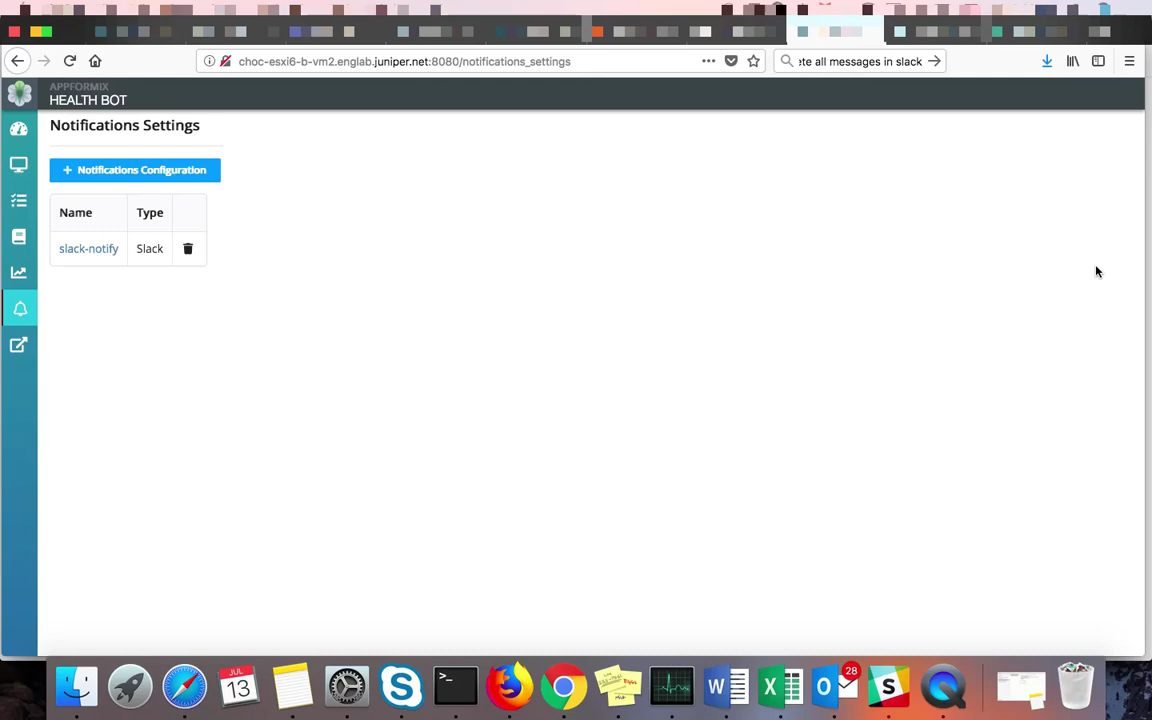 choc-esxi6-b-vm2.englab.juniper.net:8080/notifications_settings
ete all messages in slack
APPFORMIX
HEALTH BOT
Notifications Settings
+ Notifications Configuration
Name Type
slack-notify Slack
JUL
13
28